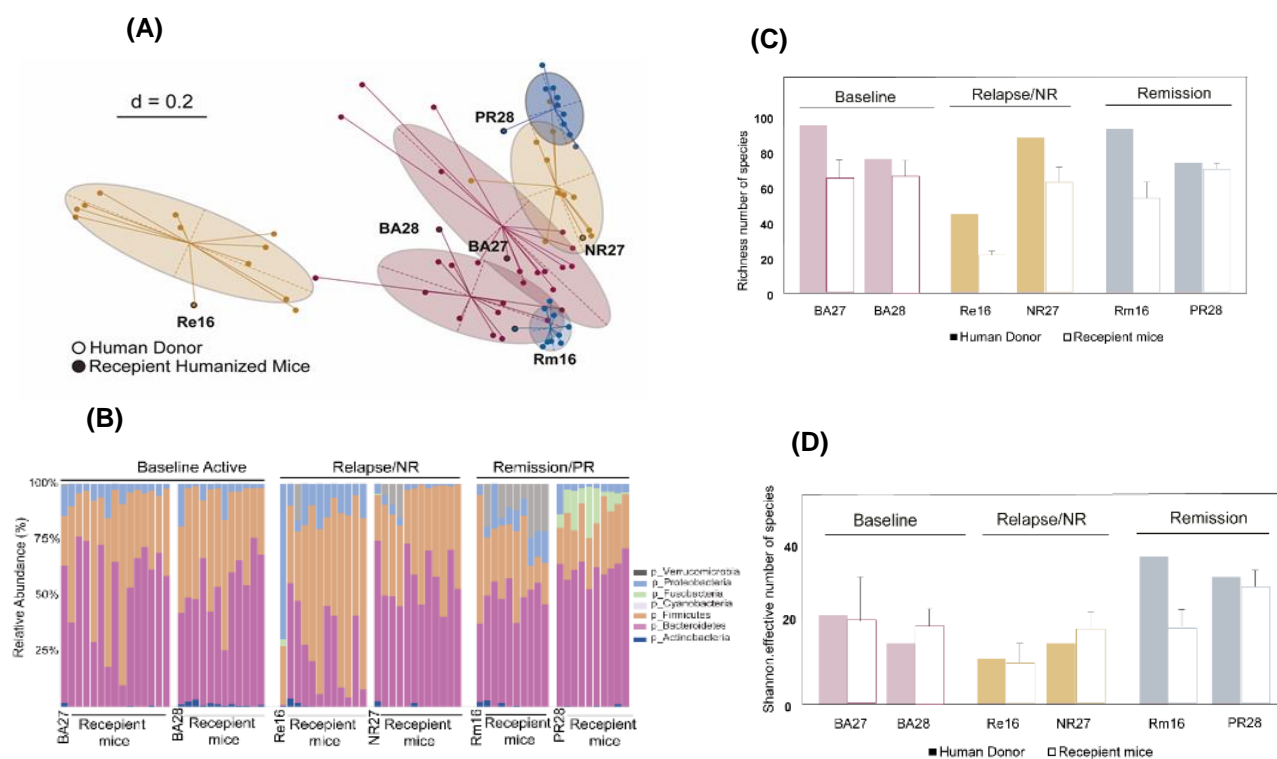 (A)
d = 0.2
PR28
BA28
BA27
NR27
Re16
Rm16
Human Donor
Recepient Humanized Mice
(B)
Baseline Active
Relapse/NR
Remission/PR
Relative Abundance (%)
100%
75%
50%
25%
p_Verrucomicrobia
p_Proteobacteria
p_Fusobacteria
p_Cyanobacteria
p_Firmicutes
p_Bacteroidetes
p_Actinobacteria
BA27
Recepient
mice
BA28
Recepient
mice
Re16
Recepient
mice
NR27
Recepient
mice
Rm16
Recepient
mice
PR28
Recepient
mice
(C)
Baseline
Relapse/NR
Remission
Richness number of species
100
80
60
40
20
0
BA27
BA28
Re16
NR27
Rm16
PR28
Human Donor
Recepient mice
(D)
Baseline
Relapse/NR
Remission
Shannon.effective number of species
40
20
0
BA27
BA28
Re16
NR27
Rm16
PR28
Human Donor
Recepient mice